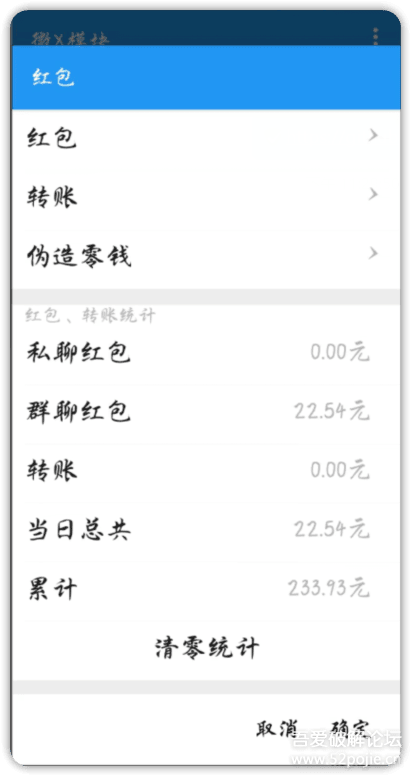 微X模块
红包
红包
转账
伪造零钱
红包、转账统计
私聊红包 0.00元
群聊红包 22.54元
转账 0.00元
当日总共 22.54元
累计 233.93元
清零统计
取消 确定
吾爱破解论坛
www.52pojie.cn